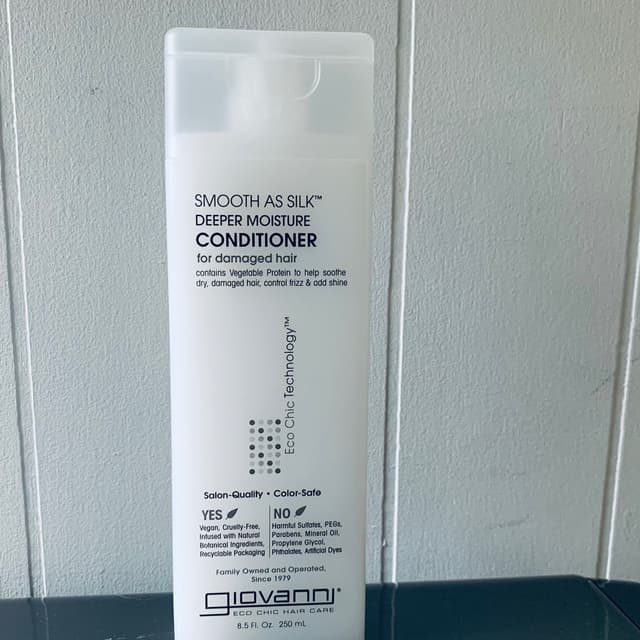 SMOOTH AS SILK™
DEEPER MOISTURE
CONDITIONER
for damaged hair
contains Vegetable Protein to help soothe
dry, damaged hair, control frizz & add shine
Eco Chic Technology™
Salon-Quality • Color-Safe
YES
Vegan, Cruelty-Free,
Infused with Natural
Botanical Ingredients,
Recyclable Packaging
NO
Harmful Sulfates, PEGs,
Parabens, Mineral Oil,
Propylene Glycol,
Phthalates, Artificial Dyes
Family Owned and Operated,
Since 1979
giovanni®
ECO CHIC HAIR CARE
8.5 Fl. Oz. 250 mL